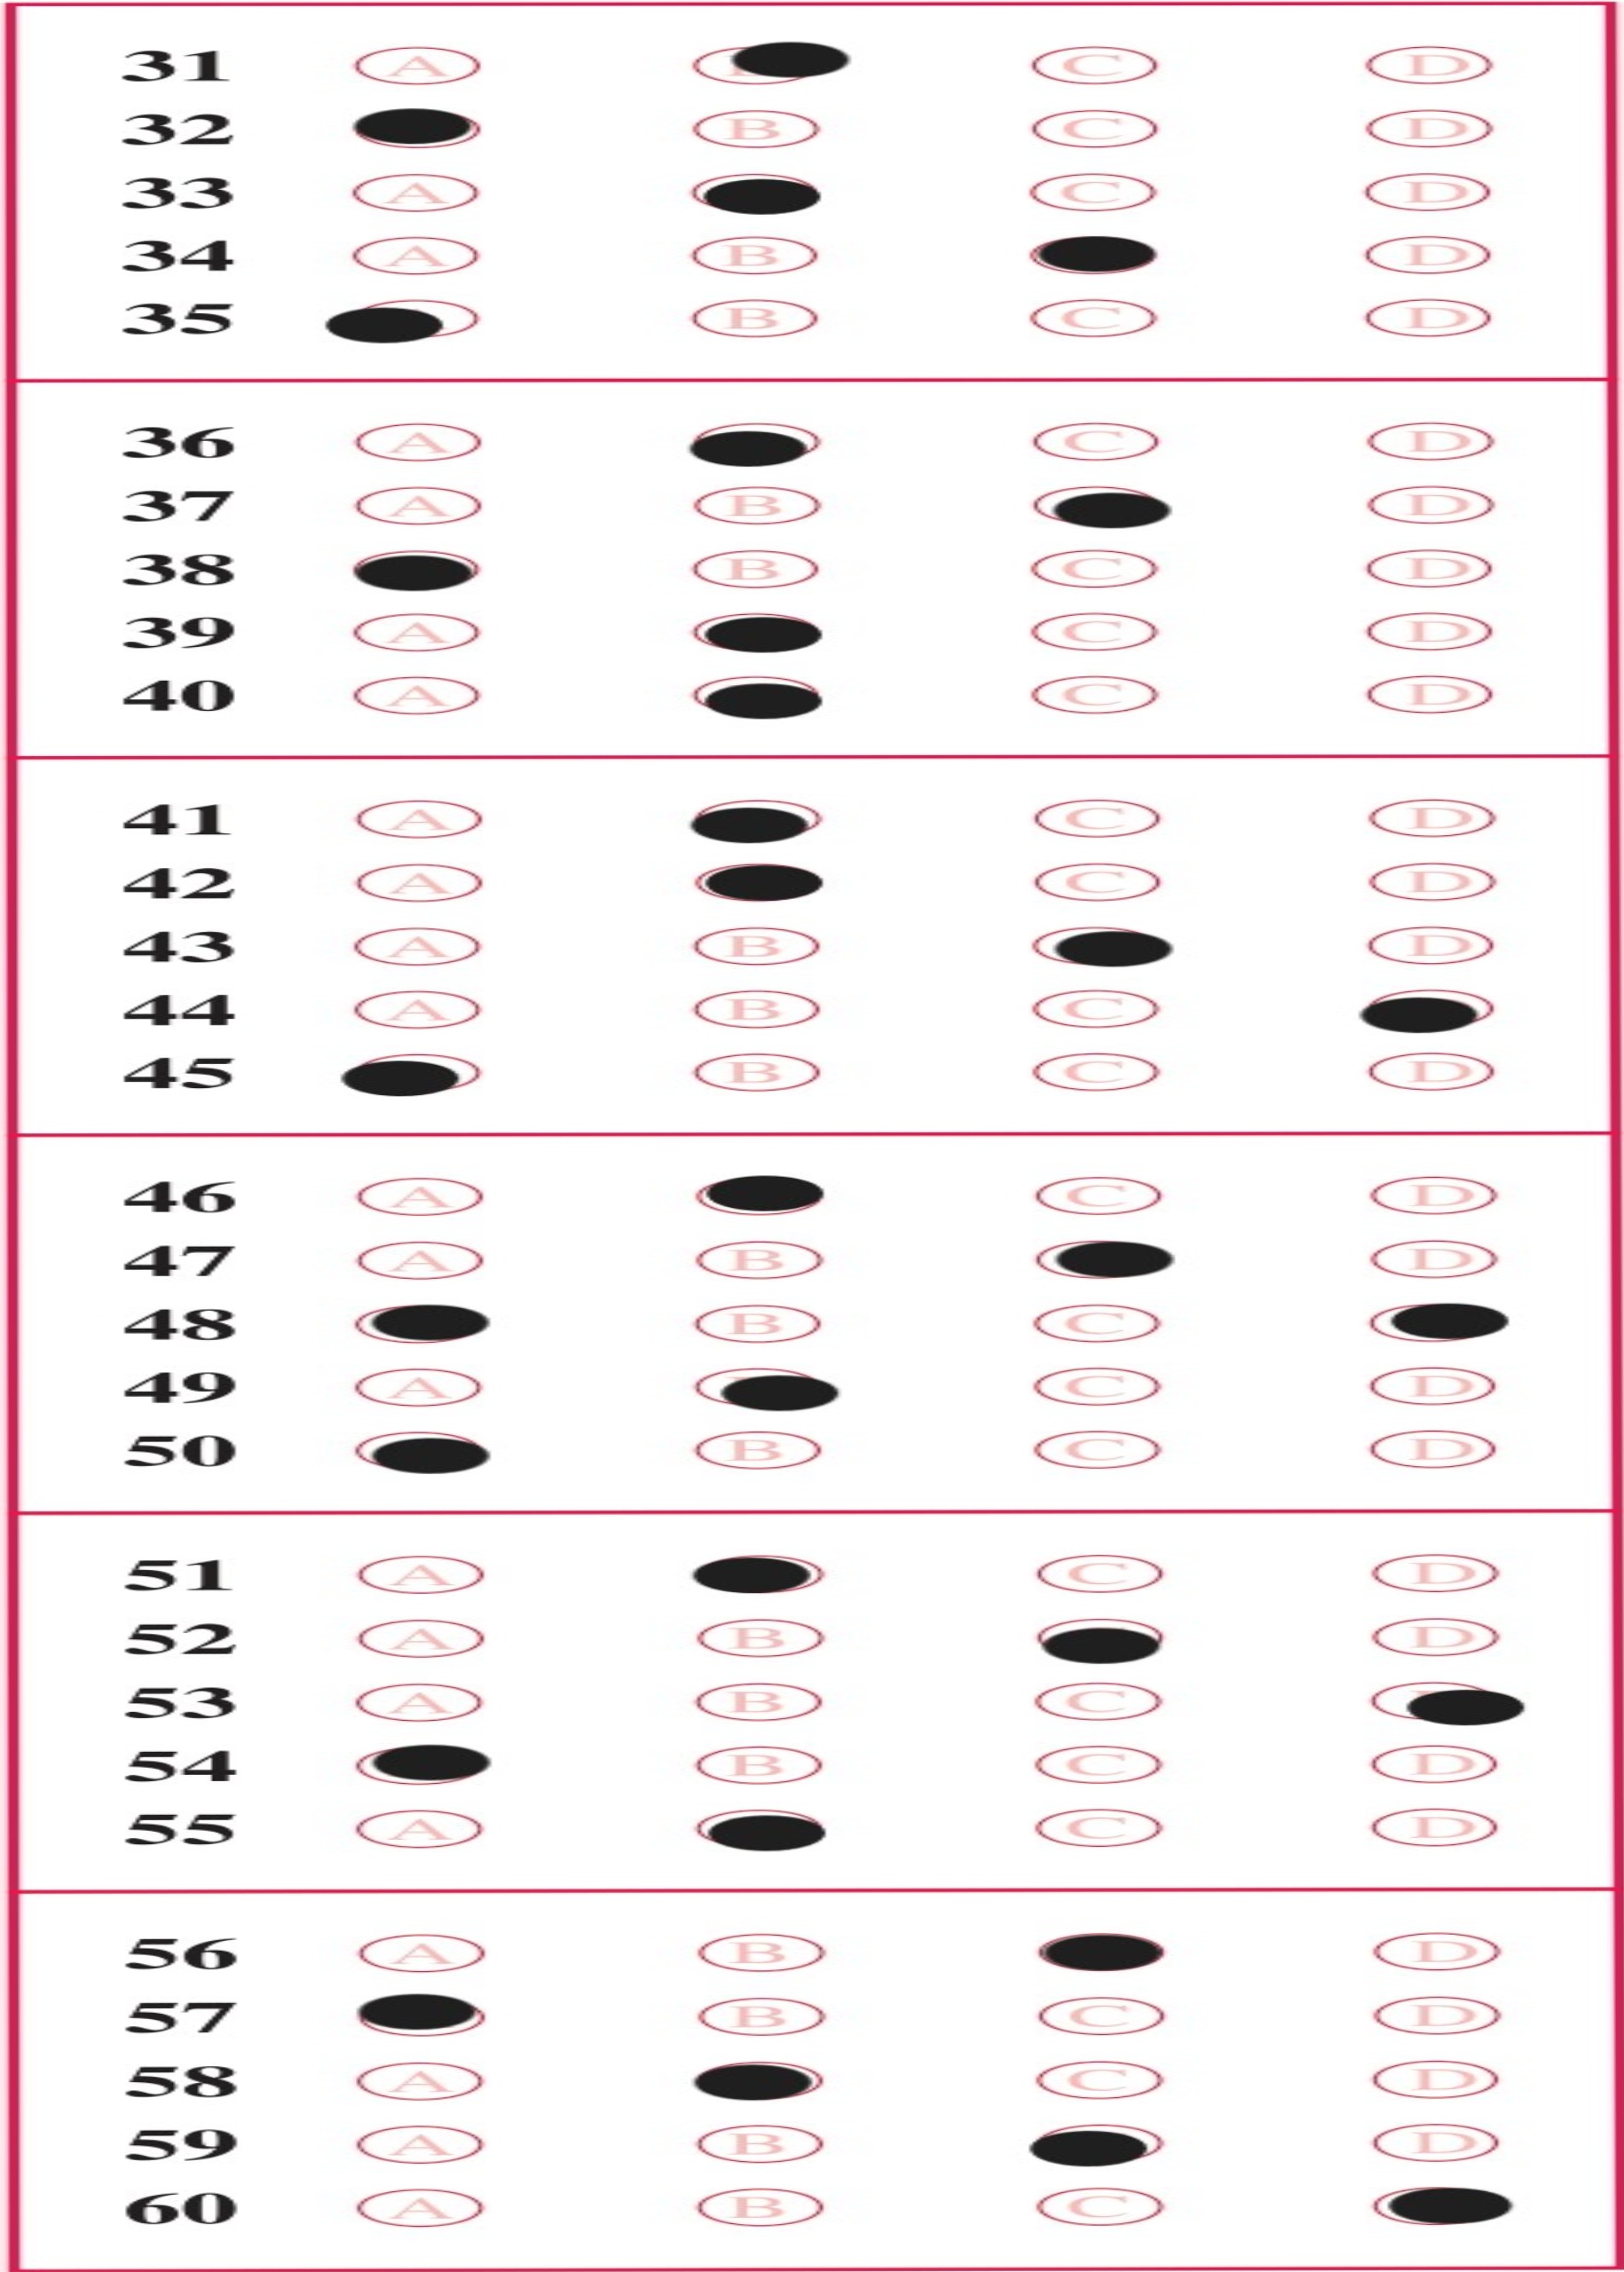 31 A C D
32 B C D
33 A C D
34 A B D
35 B C D
36 A C D
37 A B D
38 B C D
39 A C D
40 A C D
41 A C D
42 A C D
43 A B D
44 A B C
45 B C D
46 A C D
47 A B D
48 B C
49 A C D
50 B C D
51 A C D
52 A B D
53 A B C
54 B C D
55 A C D
56 A B D
57 B C D
58 A C D
59 A B D
60 A B C